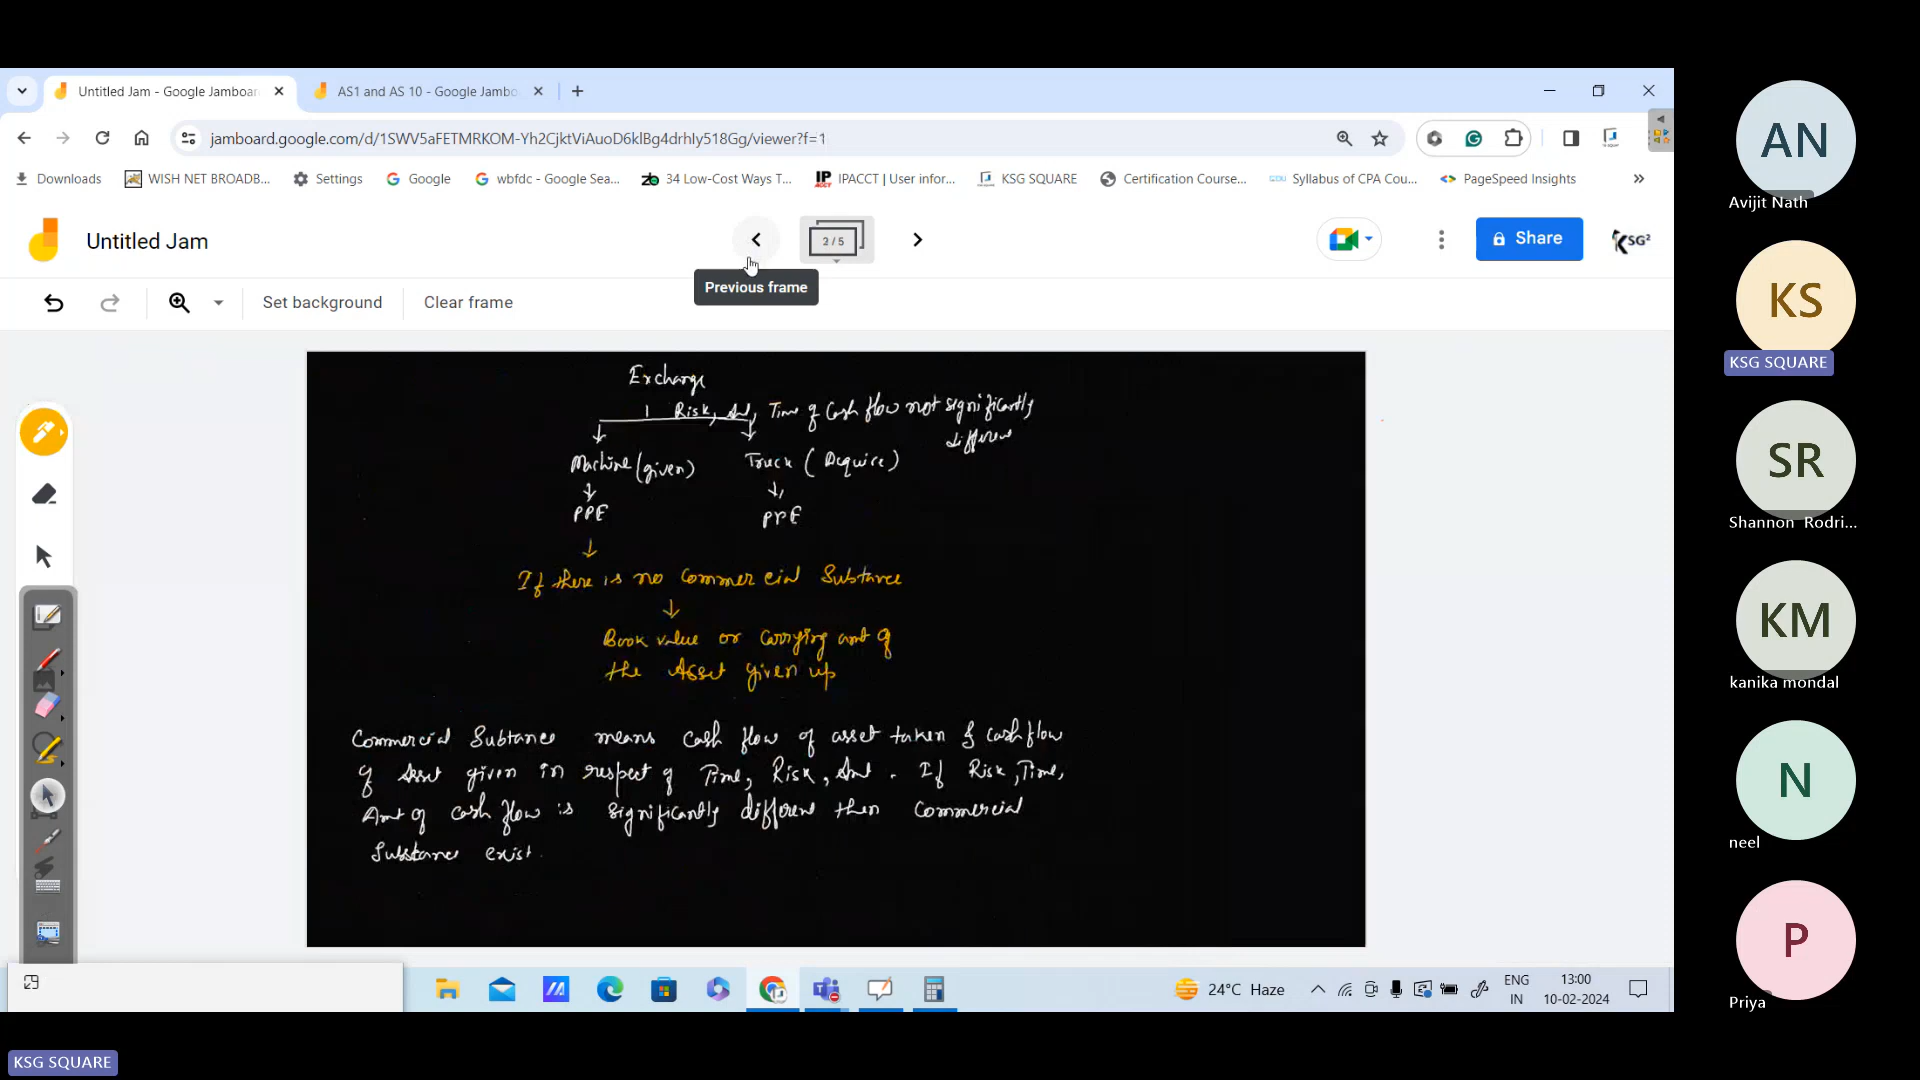 Untitled Jam - Google Jamboar
AS1 and AS 10 - Google Jambo
jamboard.google.com/d/1SWV5aFETMRKOM-Yh2CjktViAuoD6klBg4drhIy518Gg/viewer?f=1
Downloads
WISH NET BROADB...
Settings
Google
wbfdc - Google Sea...
34 Low-Cost Ways T...
IPACCT | User infor...
KSG SQUARE
Certification Course...
Syllabus of CPA Cou...
PageSpeed Insights
Untitled Jam
2 / 5
Share
KSG²
Previous frame
Set background
Clear frame
Exchange
Risk, Amt, Time of Cash flow not significantly
different
Machine (given)
Truck (Acquire)
PPE
PPE
If there is no Commercial Substance
Book value or Carrying amt of
the Asset given up
Commercial Subtance means cash flow of asset taken & cashflow
of Asset given in respect of Time, Risk, Amt. If Risk, Time,
Amt of cash flow is significantly different then Commercial
Substance exist.
24°C Haze
ENG
IN
13:00
10-02-2024
AN
Avijit Nath
KS
KSG SQUARE
SR
Shannon Rodri...
KM
kanika mondal
N
neel
P
Priya
KSG SQUARE